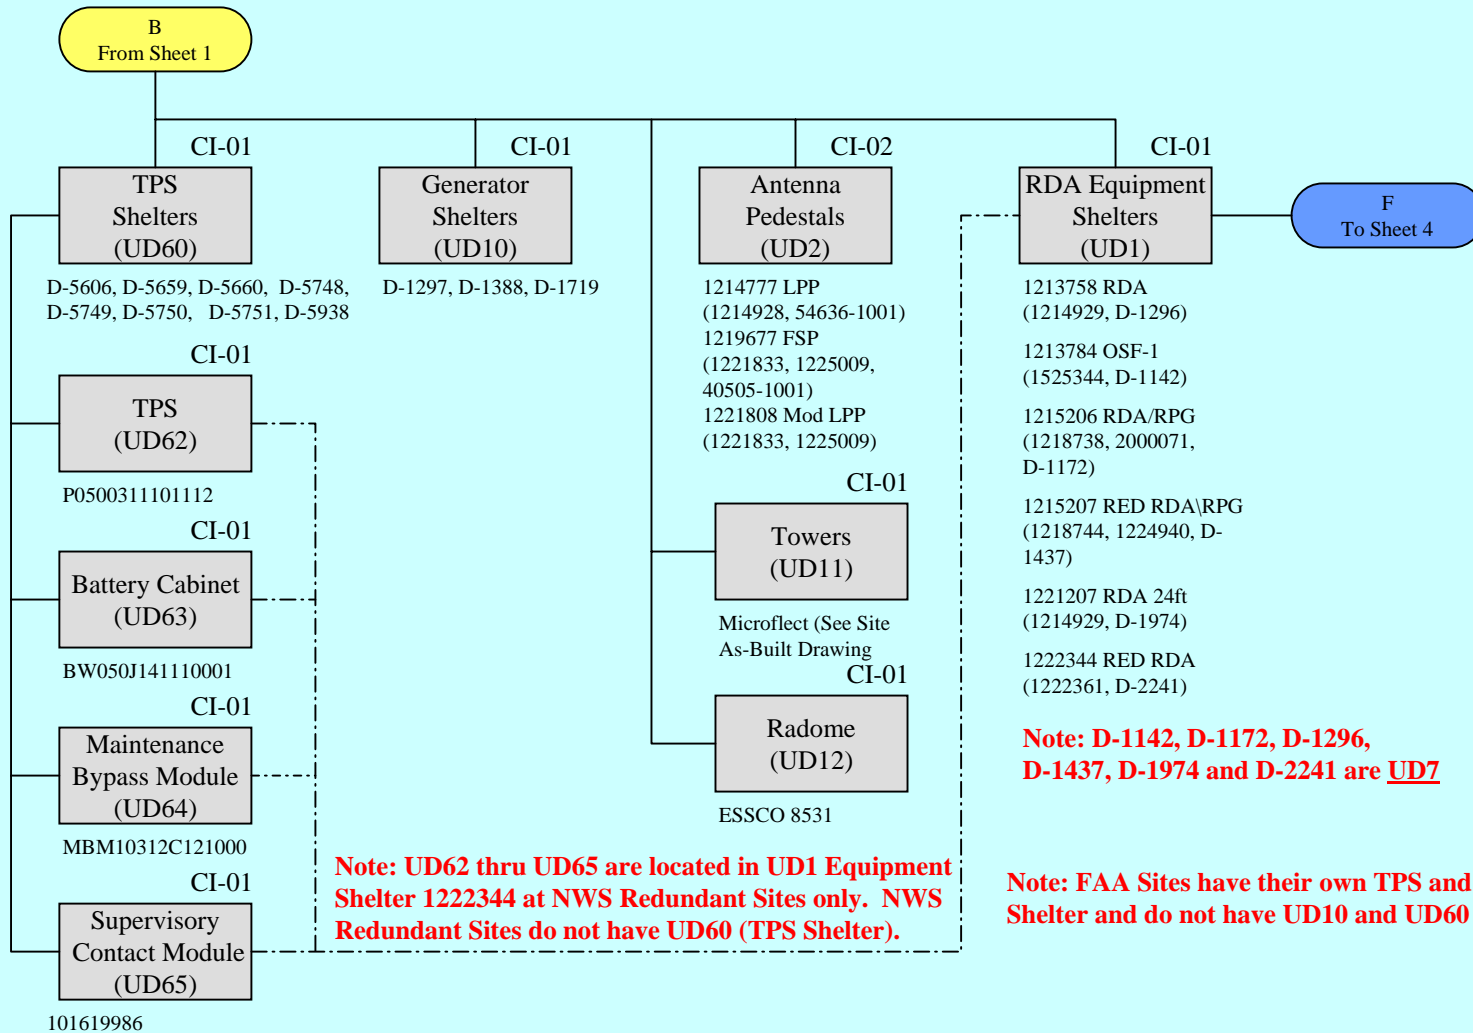 B
From Sheet 1
CI-01
TPS
Shelters
(UD60)
D-5606, D-5659, D-5660, D-5748,
D-5749, D-5750, D-5751, D-5938
CI-01
TPS
(UD62)
P0500311101112
CI-01
Battery Cabinet
(UD63)
BW050J141110001
CI-01
Maintenance
Bypass Module
(UD64)
MBM10312C121000
CI-01
Supervisory
Contact Module
(UD65)
101619986
CI-01
Generator
Shelters
(UD10)
D-1297, D-1388, D-1719
CI-02
Antenna
Pedestals
(UD2)
1214777 LPP
(1214928, 54636-1001)
1219677 FSP
(1221833, 1225009,
40505-1001)
1221808 Mod LPP
(1221833, 1225009)
CI-01
Towers
(UD11)
Microflect (See Site
As-Built Drawing
CI-01
Radome
(UD12)
ESSCO 8531
CI-01
RDA Equipment
Shelters
(UD1)
F
To Sheet 4
1213758 RDA
(1214929, D-1296)
1213784 OSF-1
(1525344, D-1142)
1215206 RDA/RPG
(1218738, 2000071,
D-1172)
1215207 RED RDA\RPG
(1218744, 1224940, D-
1437)
1221207 RDA 24ft
(1214929, D-1974)
1222344 RED RDA
(1222361, D-2241)
Note: D-1142, D-1172, D-1296,
D-1437, D-1974 and D-2241 are UD7
Note: UD62 thru UD65 are located in UD1 Equipment
Shelter 1222344 at NWS Redundant Sites only. NWS
Redundant Sites do not have UD60 (TPS Shelter).
Note: FAA Sites have their own TPS and
Shelter and do not have UD10 and UD60